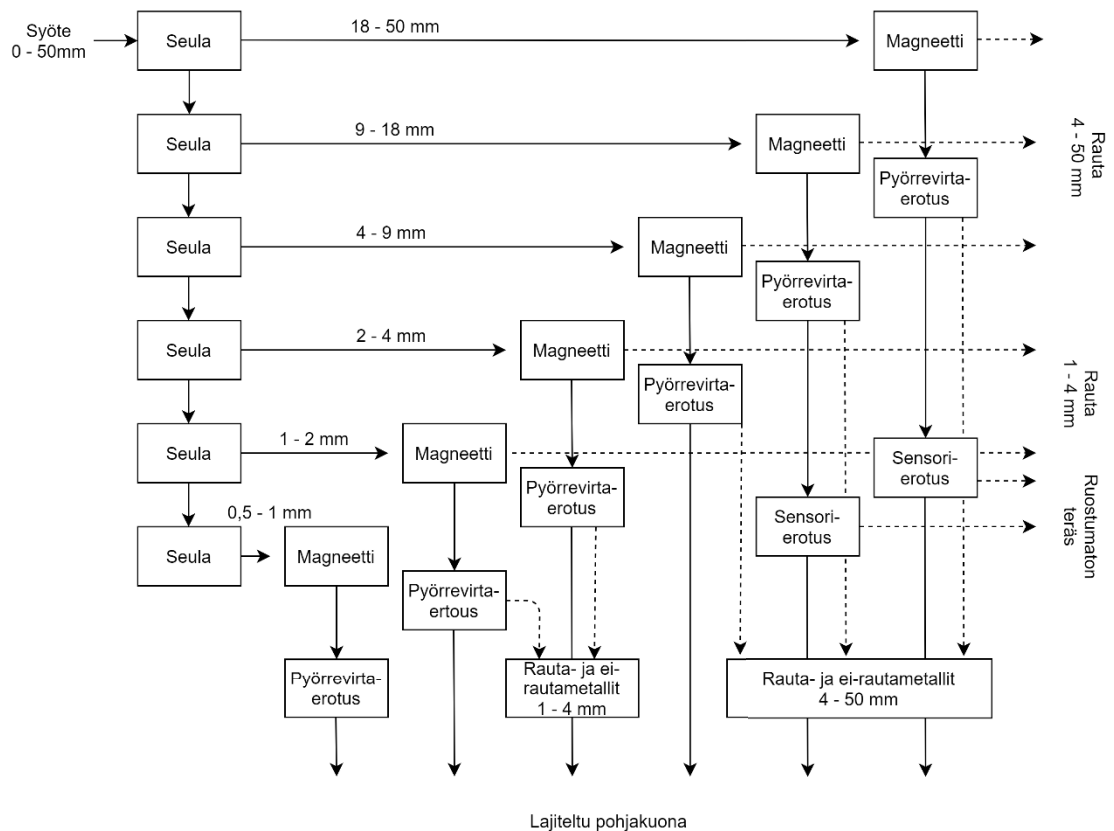 Syöte
0 - 50mm
Seula
18 - 50 mm
Magneetti
Seula
9 - 18 mm
Magneetti
Rauta
4 - 50 mm
Pyörrevirta-
erotus
Seula
4 - 9 mm
Magneetti
Pyörrevirta-
erotus
Seula
2 - 4 mm
Magneetti
Pyörrevirta-
erotus
Rauta
1 - 4 mm
Seula
1 - 2 mm
Magneetti
Sensori-
erotus
Pyörrevirta-
erotus
Sensori-
erotus
Ruostumaton
teräs
Seula
0,5 - 1 mm
Magneetti
Pyörrevirta-
ertous
Pyörrevirta-
erotus
Rauta- ja ei-
rautametallit
1 - 4 mm
Rauta- ja ei-rautametallit
4 - 50 mm
Lajiteltu pohjakuona